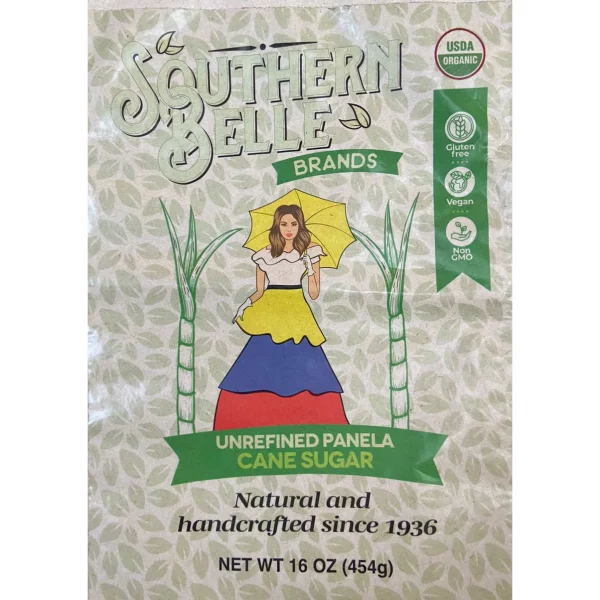 SOUTHERN
BELLE
BRANDS
USDA
ORGANIC
Gluten
free
Vegan
Non
GMO
UNREFINED PANELA
CANE SUGAR
Natural and
handcrafted since 1936
NET WT 16 OZ (454g)